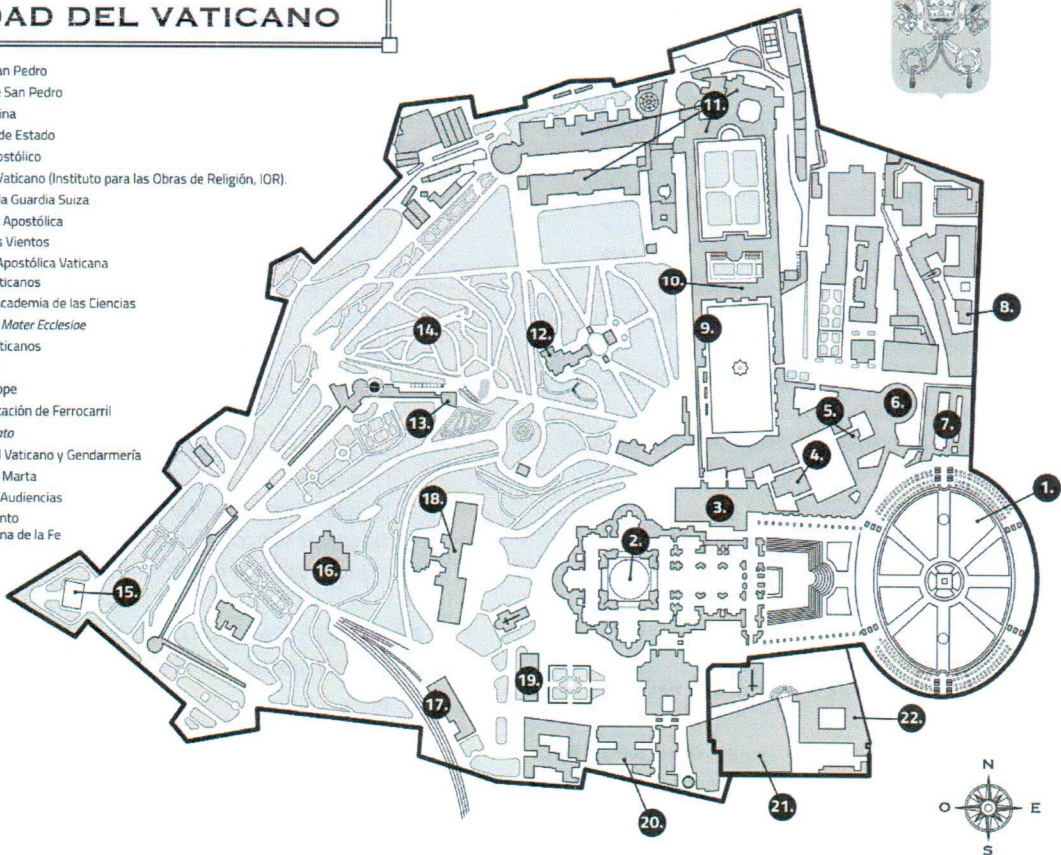 DAD DEL VATICANO
an Pedro
e San Pedro
ina
de Estado
ostólico
Vaticano (Instituto para las Obras de Religión, IOR).
la Guardia Suiza
Apostólica
s Vientos
Apostólica Vaticana
ticanos
cademia de las Ciencias
Mater Ecclesiae
ticanos
ope
tación de Ferrocarril
ato
l Vaticano y Gendarmería
Marta
Audiencias
nto
na de la Fe
11.
10.
8.
9.
14.
12.
6.
5.
7.
13.
4.
1.
18.
3.
2.
16.
15.
19.
17.
22.
21.
20.
N
O
E
S